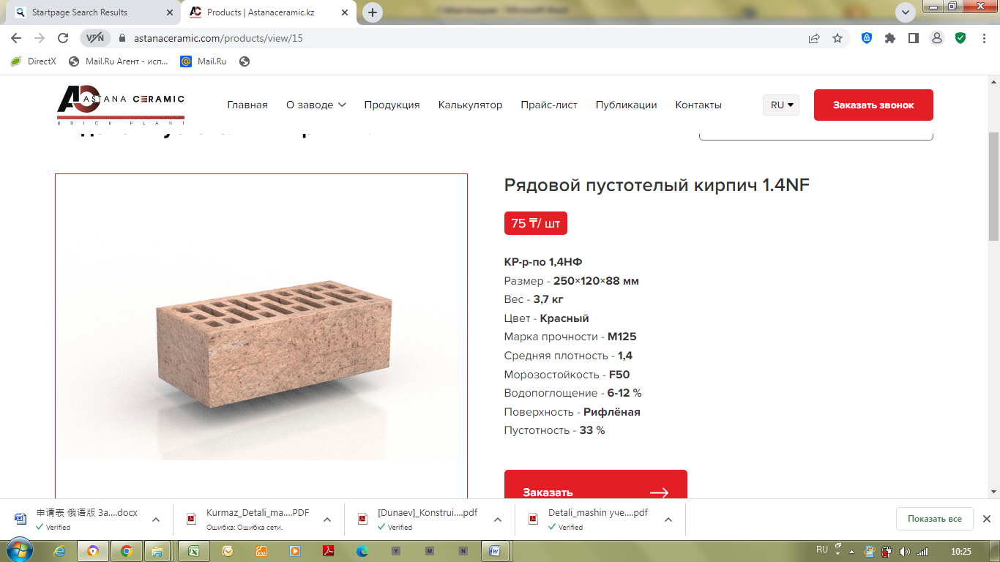 Startpage Search Results
Products | Astanaceramic.kz
VPN
astanaceramic.com/products/view/15
DirectX
Mail.Ru Агент - исп...
Mail.Ru
ASTANA CERAMIC
BRICK PLANT
Главная
О заводе
Продукция
Калькулятор
Прайс-лист
Публикации
Контакты
RU
Заказать звонок
Рядовой пустотелый кирпич 1.4NF
75 ₸/ шт
КР-р-по 1,4НФ
Размер - 250×120×88 мм
Вес - 3,7 кг
Цвет - Красный
Марка прочности - М125
Средняя плотность - 1,4
Морозостойкость - F50
Водопоглощение - 6-12 %
Поверхность - Рифлёная
Пустотность - 33 %
Заказать
申请表 俄语版 За....docx
Verified
Kurmaz_Detali_ma....PDF
Ошибка: Ошибка сети.
[Dunaev]_Konstrui....pdf
Verified
Detali_mashin уче....pdf
Verified
Показать все
Y
M
N
RU
10:25